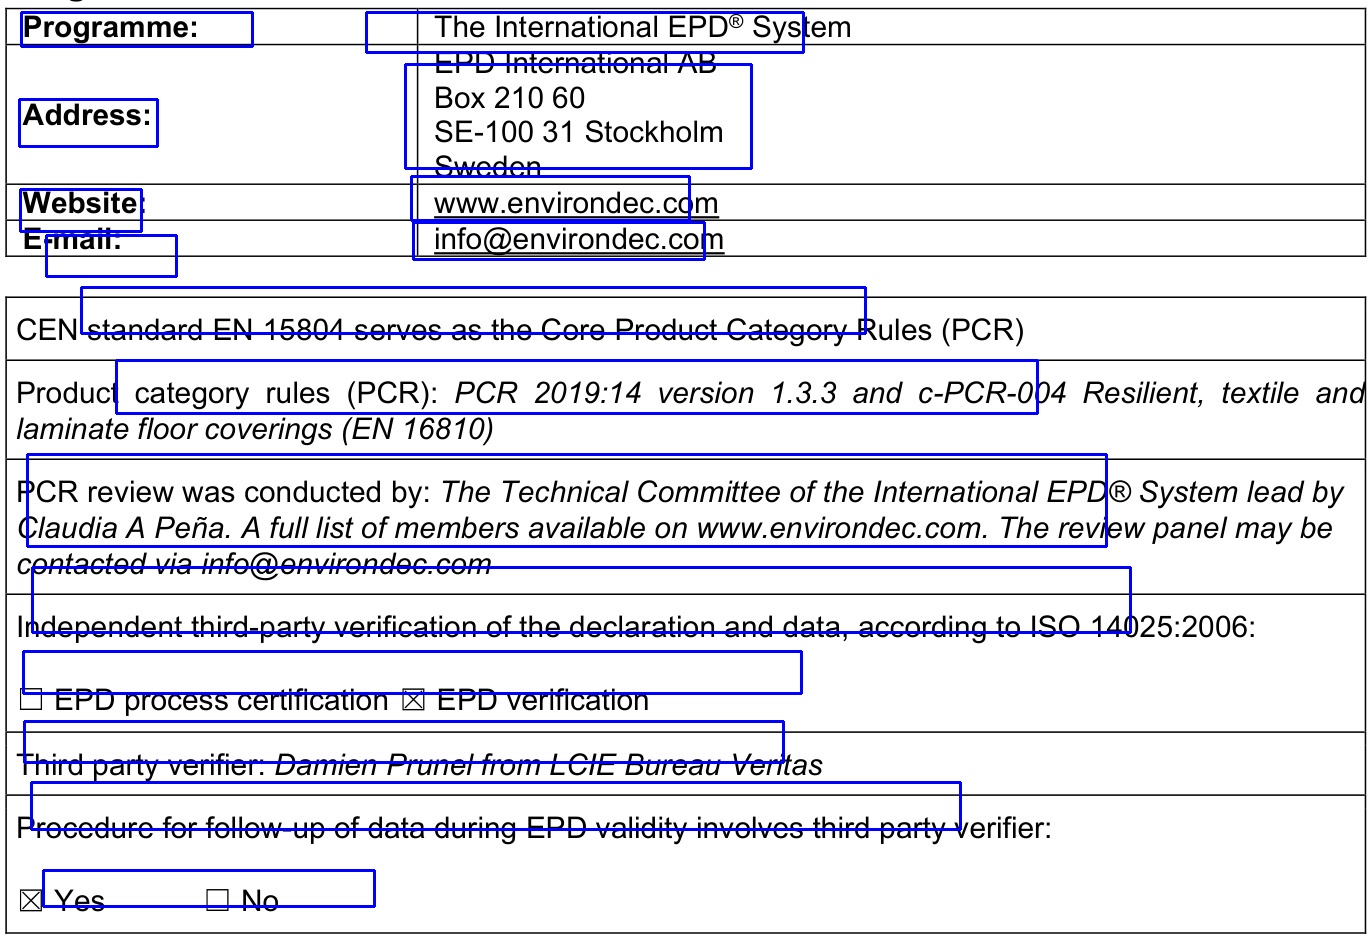 Programme: The International EPD® System
Address: EPD International AB
Box 210 60
SE-100 31 Stockholm
Sweden
Website: www.environdec.com
E-mail: info@environdec.com
CEN standard EN 15804 serves as the Core Product Category Rules (PCR)
Product category rules (PCR): PCR 2019:14 version 1.3.3 and c-PCR-004 Resilient, textile and
laminate floor coverings (EN 16810)
PCR review was conducted by: The Technical Committee of the International EPD® System lead by
Claudia A Peña. A full list of members available on www.environdec.com. The review panel may be
contacted via info@environdec.com
Independent third-party verification of the declaration and data, according to ISO 14025:2006:
☐ EPD process certification ☒ EPD verification
Third party verifier: Damien Prunel from LCIE Bureau Veritas
Procedure for follow-up of data during EPD validity involves third party verifier:
☒ Yes ☐ No